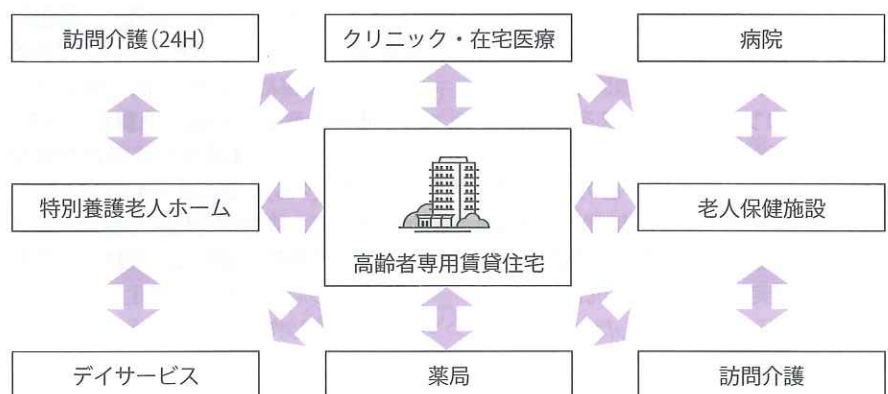 訪問介護(24H)
クリニック・在宅医療
病院
特別養護老人ホーム
高齢者専用賃貸住宅
老人保健施設
デイサービス
薬局
訪問介護